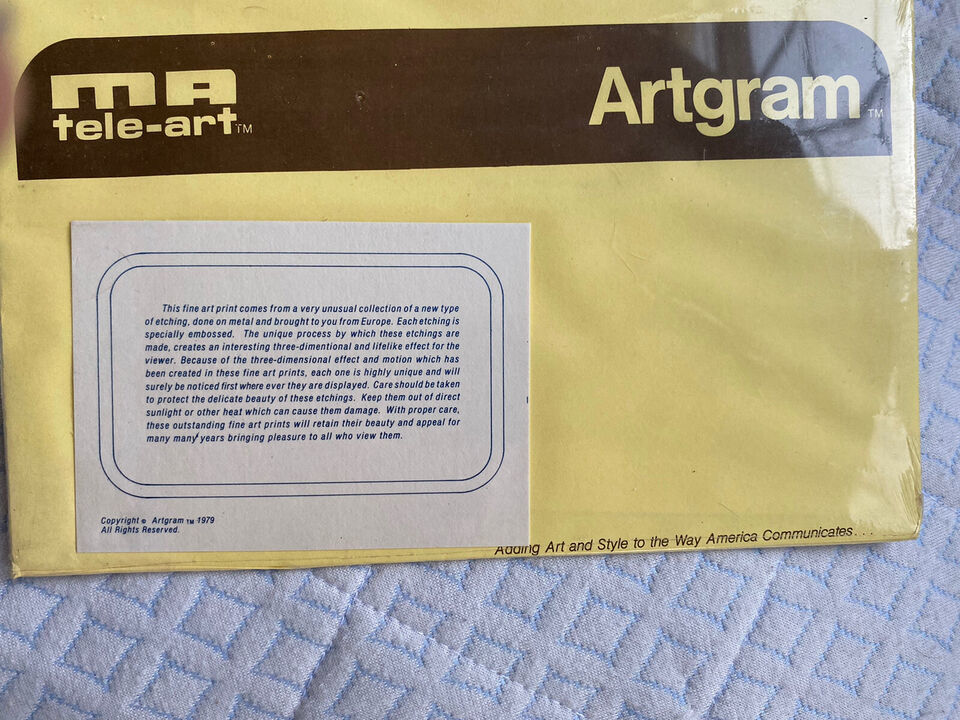 MA
tele-art™
Artgram™
This fine art print comes from a very unusual collection of a new type
of etching, done on metal and brought to you from Europe. Each etching is
specially embossed. The unique process by which these etchings are
made, creates an interesting three-dimentional and lifelike effect for the
viewer. Because of the three-dimensional effect and motion which has
been created in these fine art prints, each one is highly unique and will
surely be noticed first where ever they are displayed. Care should be taken
to protect the delicate beauty of these etchings. Keep them out of direct
sunlight or other heat which can cause them damage. With proper care,
these outstanding fine art prints will retain their beauty and appeal for
many many years bringing pleasure to all who view them.
Copyright © Artgram™ 1979
All Rights Reserved.
Adding Art and Style to the Way America Communicates...